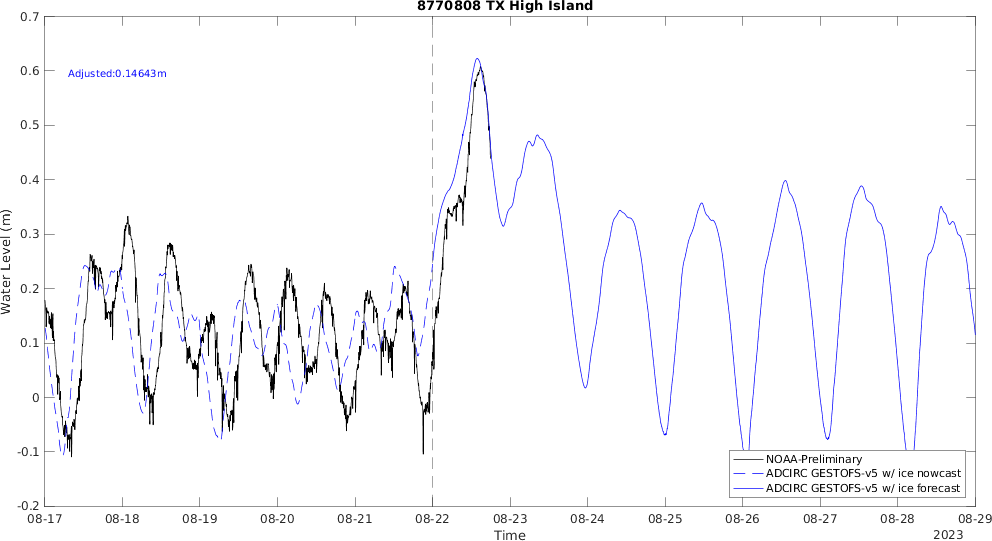 8770808 TX High Island
Adjusted:0.14643m
Water Level (m)
0.7
0.6
0.5
0.4
0.3
0.2
0.1
0
-0.1
-0.2
NOAA-Preliminary
ADCIRC GESTOFS-v5 w/ ice nowcast
ADCIRC GESTOFS-v5 w/ ice forecast
08-17 08-18 08-19 08-20 08-21 08-22 08-23 08-24 08-25 08-26 08-27 08-28 08-29
Time
2023